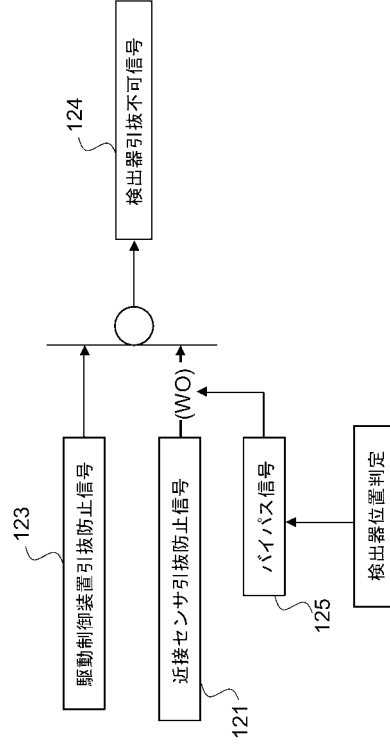 123
駆動制御装置引抜防止信号
121
近接センサ引抜防止信号
(WO)
125
バイパス信号
検出器位置判定
124
検出器引抜不可信号